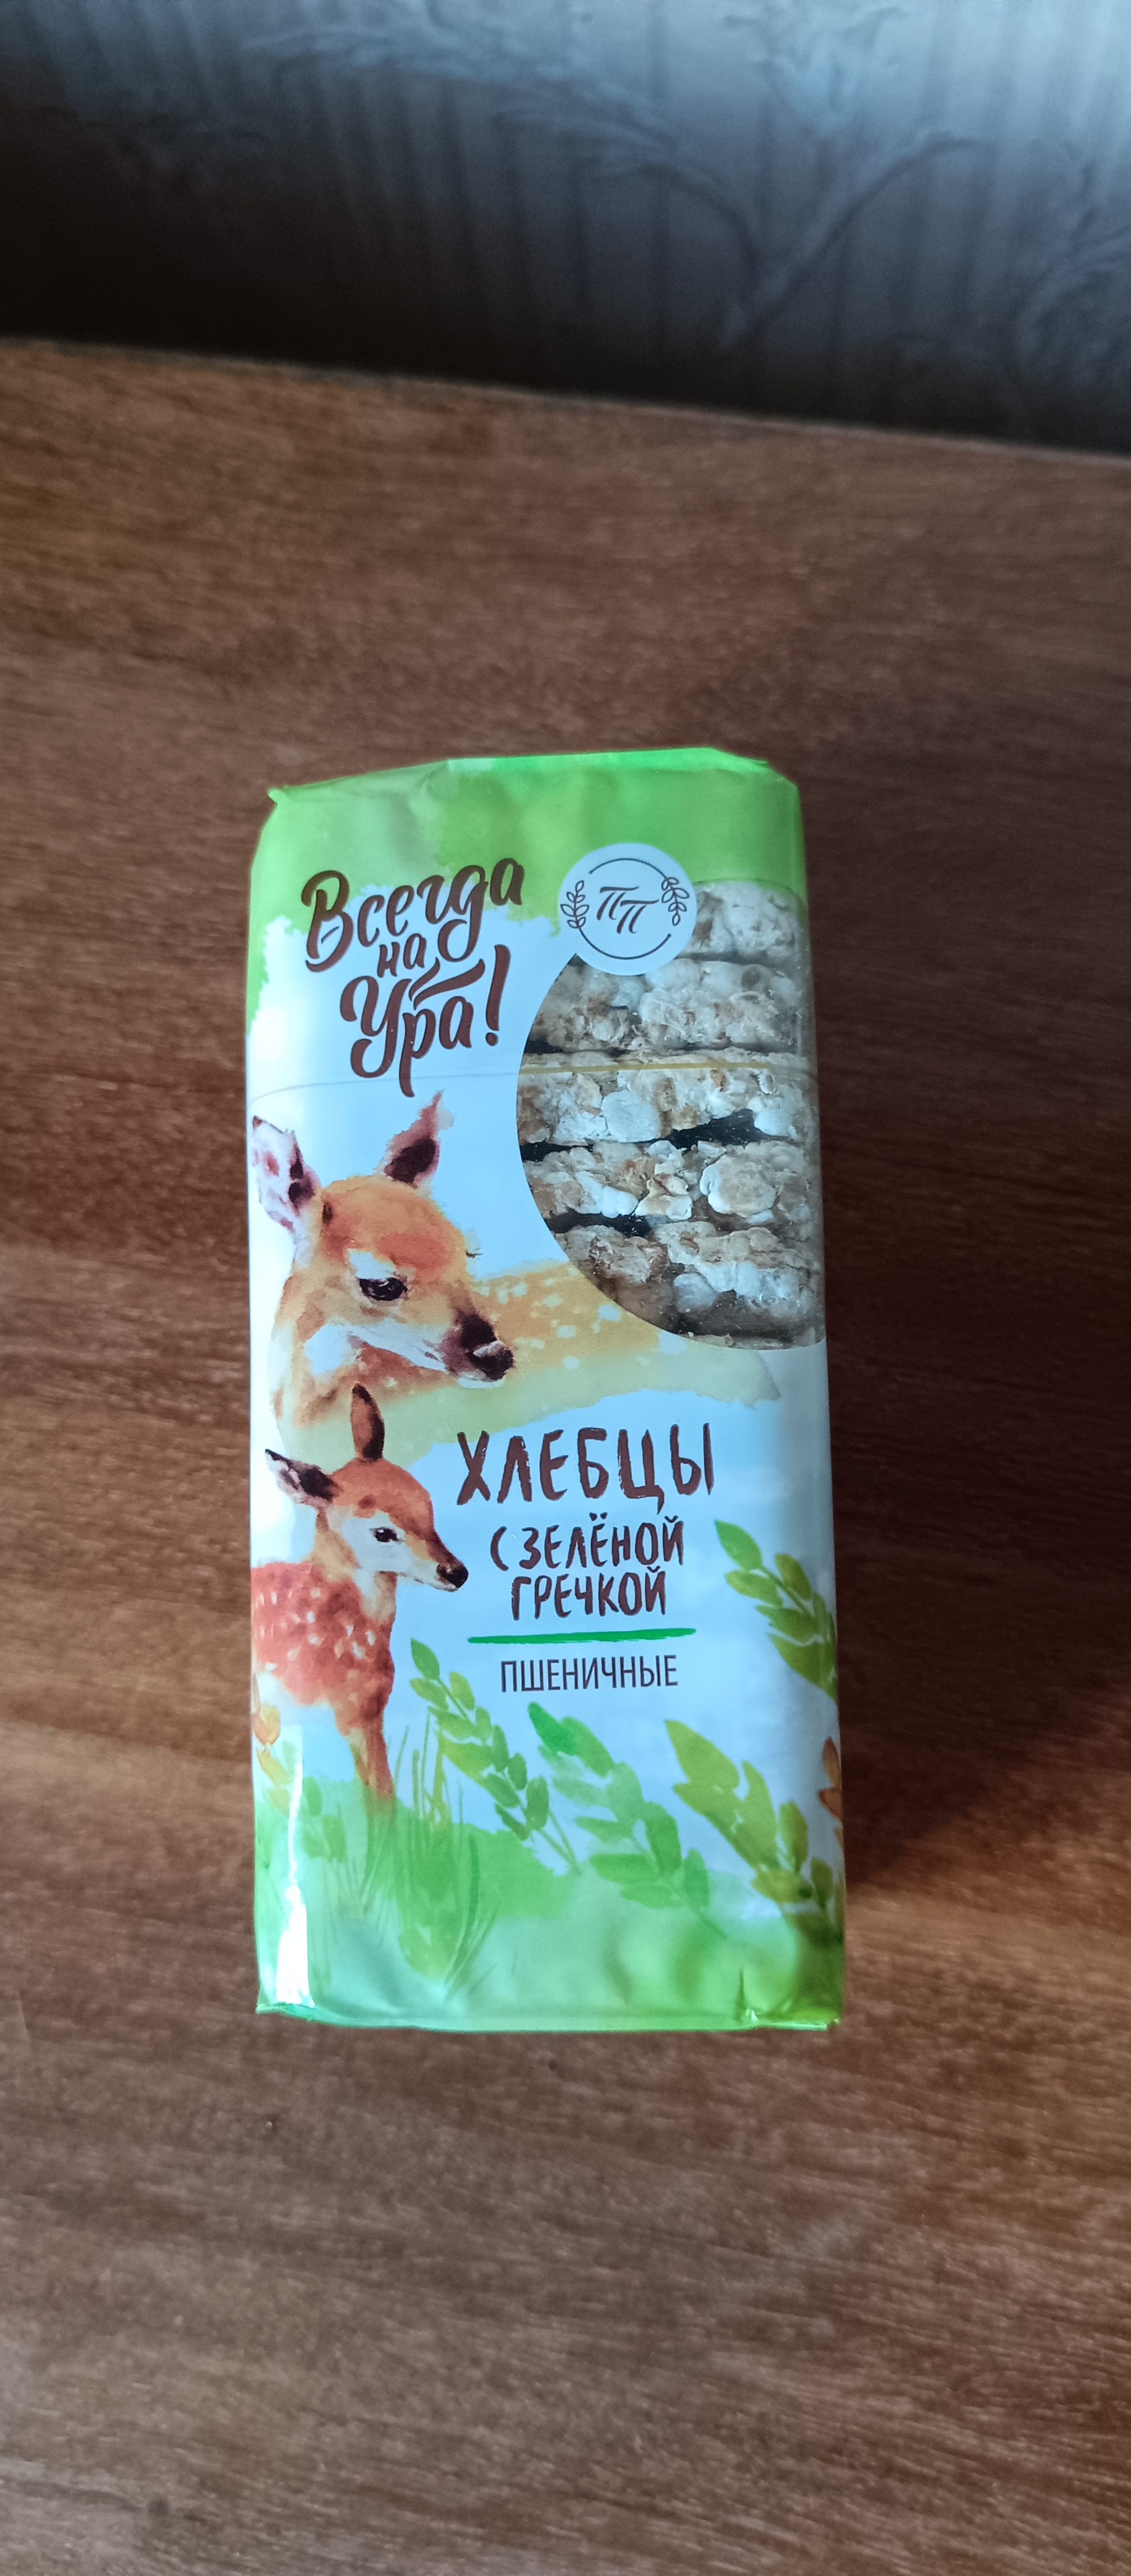 Всегда
на
Ура!
ПП
ХЛЕБЦЫ
С ЗЕЛЁНОЙ
ГРЕЧКОЙ
ПШЕНИЧНЫЕ